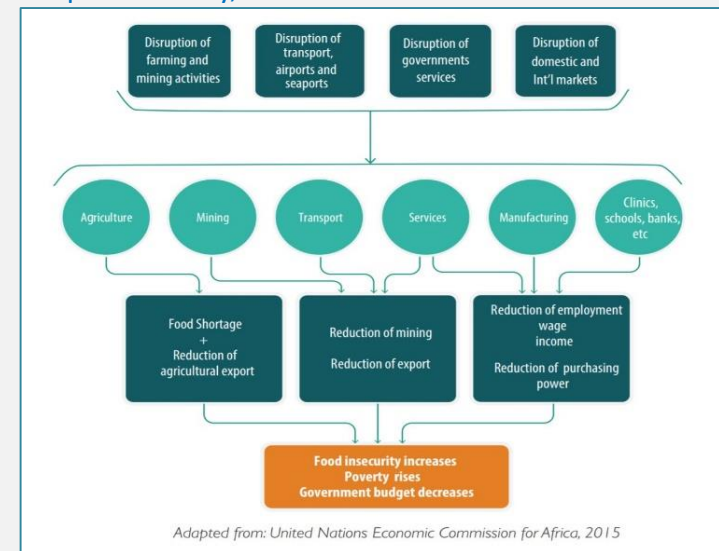 Disruption of
farming and
mining activities
Disruption of
transport,
airports and
seaports
Disruption of
governments
services
Disruption of
domestic and
Int'l markets
Agriculture
Mining
Transport
Services
Manufacturing
Clinics,
schools, banks,
etc
Food Shortage
+
Reduction of
agricultural export
Reduction of mining
Reduction of export
Reduction of employment
wage
income
Reduction of purchasing
power
Food insecurity increases
Poverty rises
Government budget decreases
Adapted from: United Nations Economic Commission for Africa, 2015